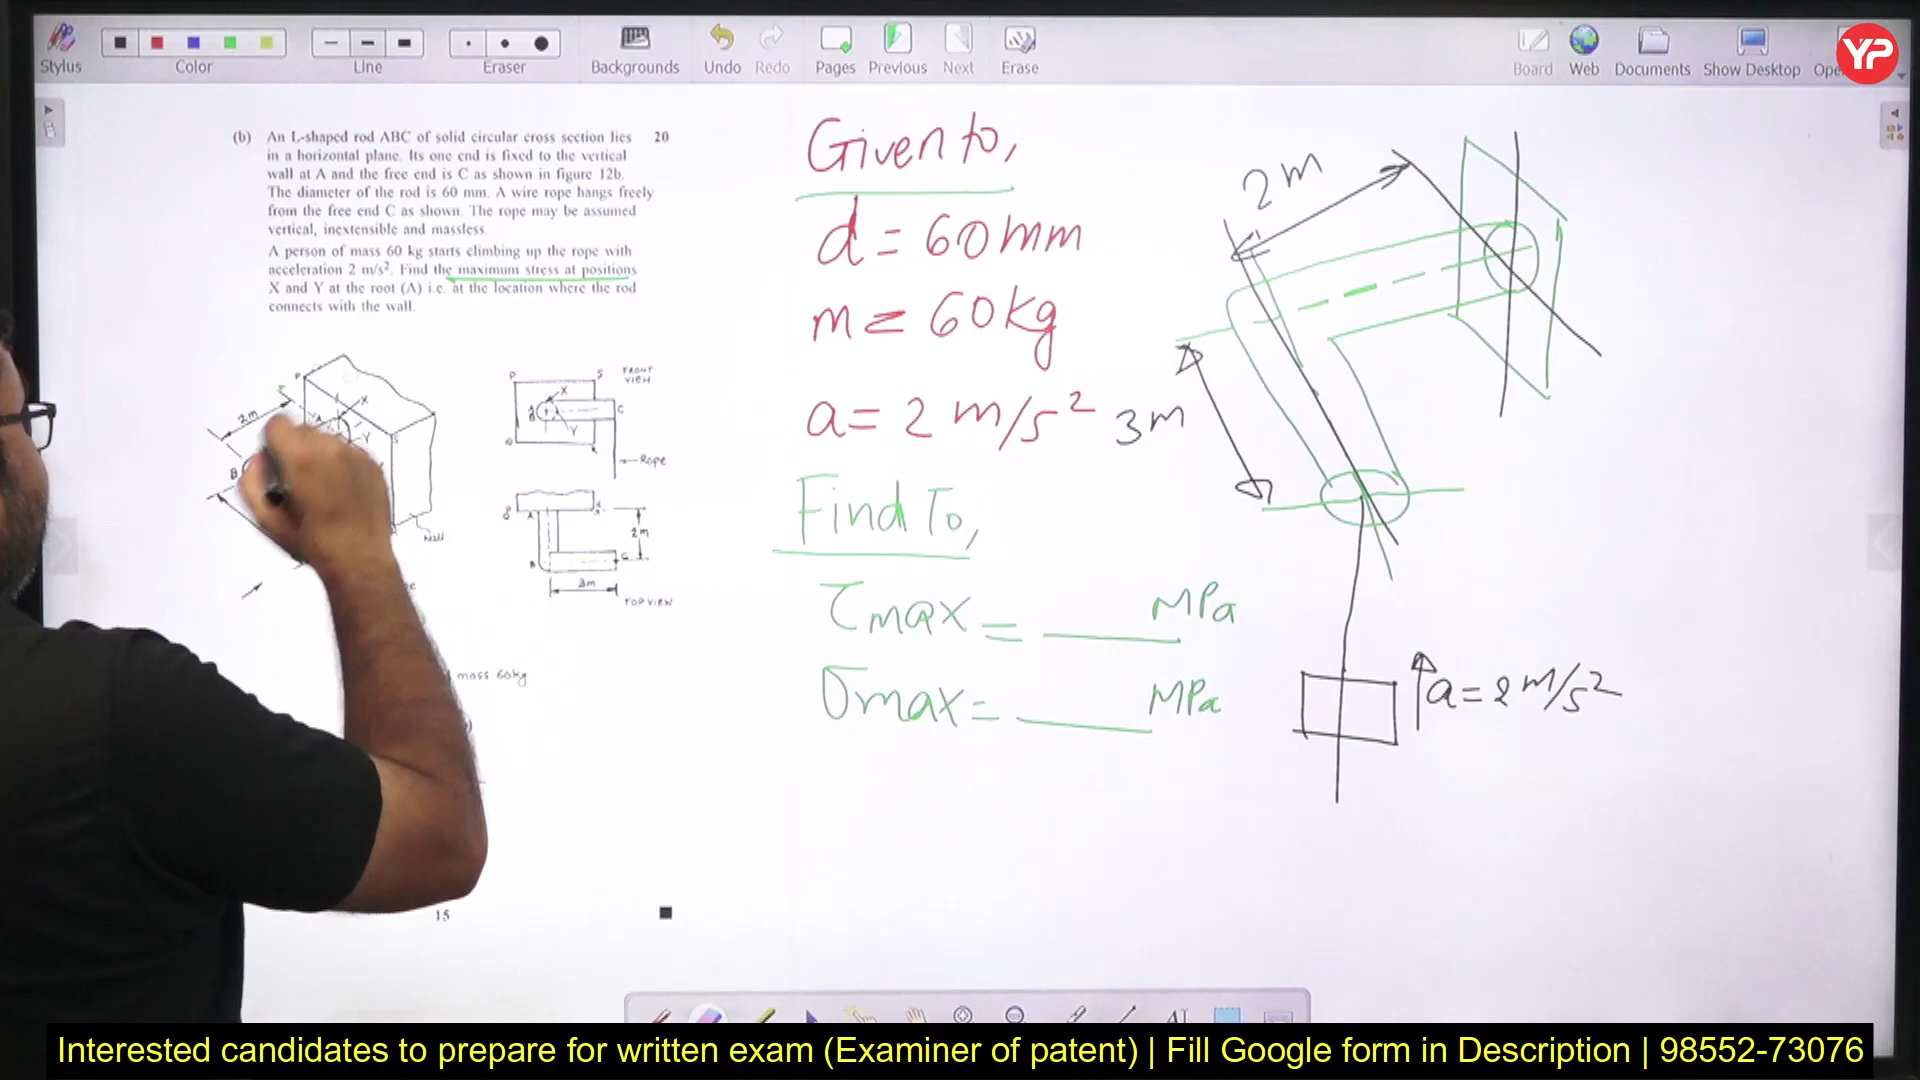 Stylus
Color
Line
Eraser
Backgrounds
Undo
Redo
Pages
Previous
Next
Erase
Board
Web
Documents
Show Desktop
YP
(b) An L-shaped rod ABC of solid circular cross section lies 20
in a horizontal plane. Its one end is fixed to the vertical
wall at A and the free end is C as shown in figure 12b.
The diameter of the rod is 60 mm. A wire rope hangs freely
from the free end C as shown. The rope may be assumed
vertical, inextensible and massless.
A person of mass 60 kg starts climbing up the rope with
acceleration 2 m/s². Find the maximum stress at positions
X and Y at the root (A) i.e. at the location where the rod
connects with the wall.
P
2m
A
X
Y
S
B
Wall
mass 60kg
P
S
FRONT
VIEW
X
C
Y
Rope
A
2m
B
C
3m
TOP VIEW
15
Given to,
d = 60mm
m = 60kg
a = 2 m/s²
Find To,
τmax = ____ MPa
σmax = ____ MPa
2m
3m
a = 2 m/s²
Interested candidates to prepare for written exam (Examiner of patent) | Fill Google form in Description | 98552-73076